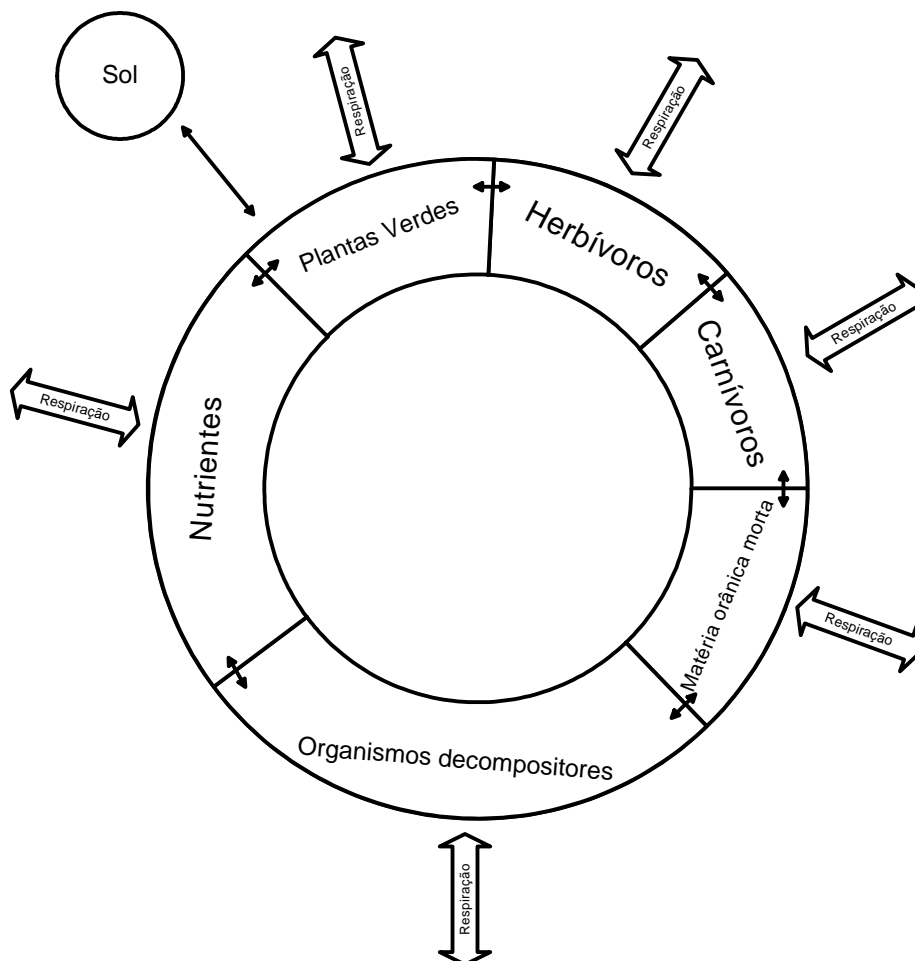 Sol
Respiração
Respiração
Plantas Verdes
Herbívoros
Respiração
Carnívoros
Respiração
Nutrientes
Matéria orânica morta
Respiração
Organismos decompositores
Respiração